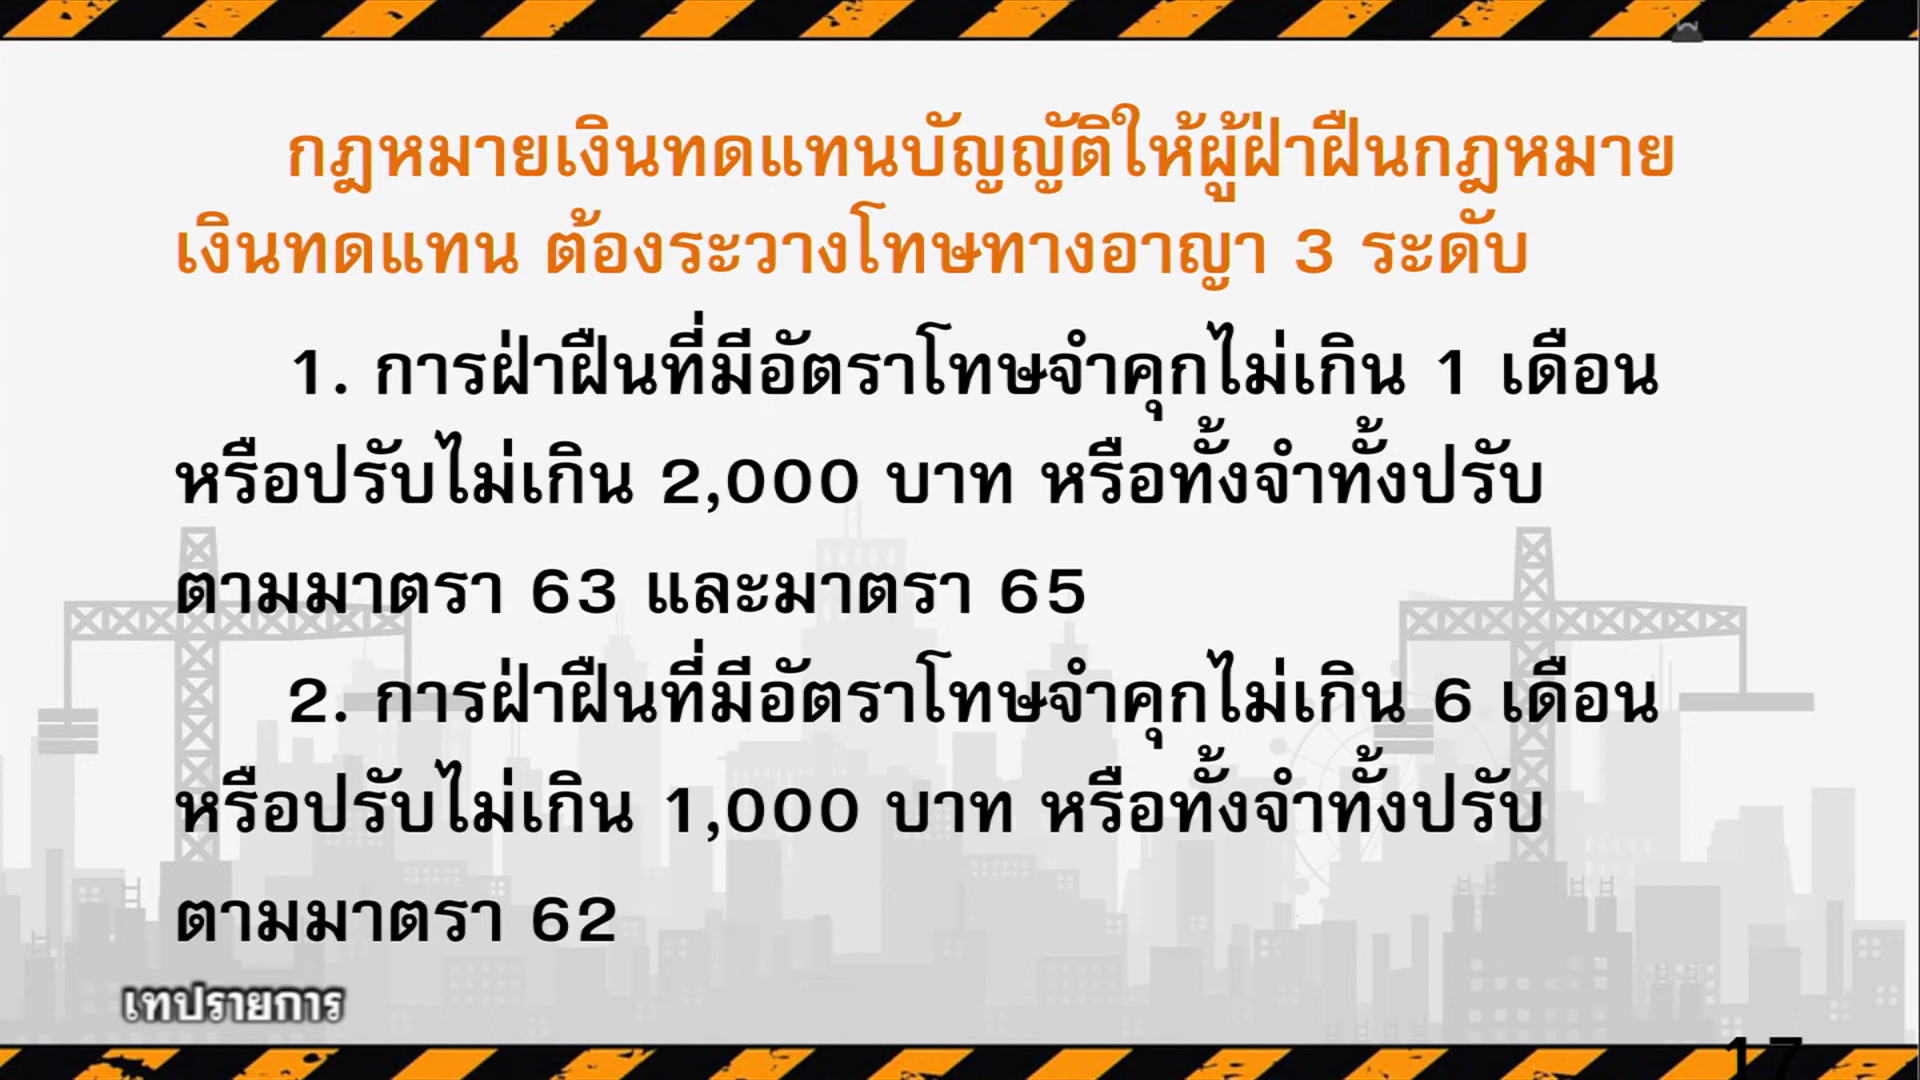 กฎหมายเงินทดแทนบัญญัติให้ผู้ฝ่าฝืนกฎหมาย
เงินทดแทน ต้องระวางโทษทางอาญา 3 ระดับ
1. การฝ่าฝืนที่มีอัตราโทษจำคุกไม่เกิน 1 เดือน
หรือปรับไม่เกิน 2,000 บาท หรือทั้งจำทั้งปรับ
ตามมาตรา 63 และมาตรา 65
2. การฝ่าฝืนที่มีอัตราโทษจำคุกไม่เกิน 6 เดือน
หรือปรับไม่เกิน 1,000 บาท หรือทั้งจำทั้งปรับ
ตามมาตรา 62
เทปรายการ
17